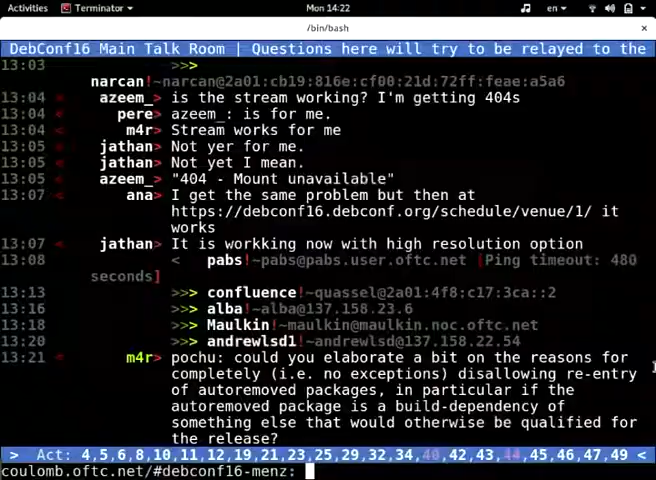 Activities Terminator Mon 14:22 en
/bin/bash
DebConf16 Main Talk Room | Questions here will try to be relayed to the
13:03 >>>
narcan!~narcan@2a01:cb19:816e:cf00:21d:72ff:feae:a5a6
13:04 < azeem_> is the stream working? I'm getting 404s
13:04 < pere> azeem_: is for me.
13:04 < m4r> Stream works for me
13:05 < jathan> Not yer for me.
13:05 < jathan> Not yet I mean.
13:05 < azeem_> "404 - Mount unavailable"
13:07 < ana> I get the same problem but then at
https://debconf16.debconf.org/schedule/venue/1/ it
works
13:07 < jathan> It is workking now with high resolution option
13:08 < pabs!~pabs@pabs.user.oftc.net [Ping timeout: 480
seconds]
13:13 >>> confluence!~quassel@2a01:4f8:c17:3ca::2
13:16 >>> alba!~alba@137.158.23.6
13:18 >>> Maulkin!~maulkin@maulkin.noc.oftc.net
13:20 >>> andrewlsd1!~andrewlsd@137.158.22.54
13:21 < m4r> pochu: could you elaborate a bit on the reasons for
completely (i.e. no exceptions) disallowing re-entry
of autoremoved packages, in particular if the
autoremoved package is a build-dependency of
something else that would otherwise be qualified for
the release?
> Act: 4,5,6,8,10,11,12,19,21,23,25,29,32,34,40,42,43,44,45,46,47,49 <
coulomb.oftc.net/#debconf16-menz: